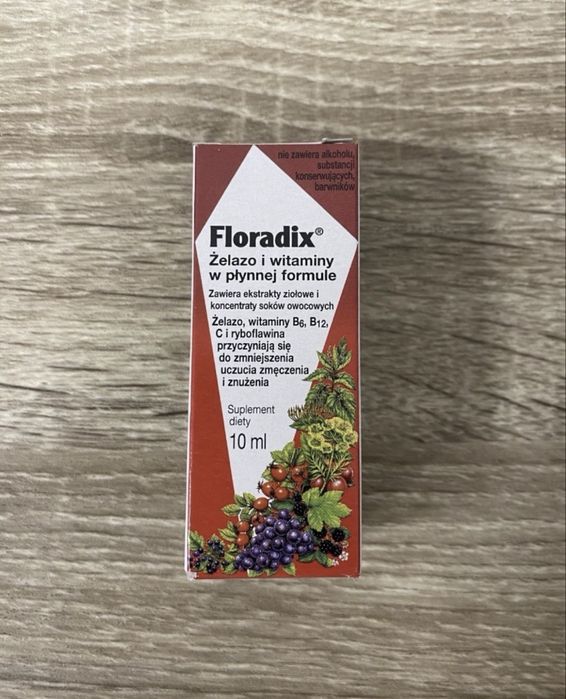 nie zawiera alkoholu,
substancji
konserwujących,
barwników
Floradix®
Żelazo i witaminy
w płynnej formule
Zawiera ekstrakty ziołowe i
koncentraty soków owocowych
Żelazo, witaminy B6, B12,
C i ryboflawina
przyczyniają się
do zmniejszenia
uczucia zmęczenia
i znużenia
Suplement
diety
10 ml